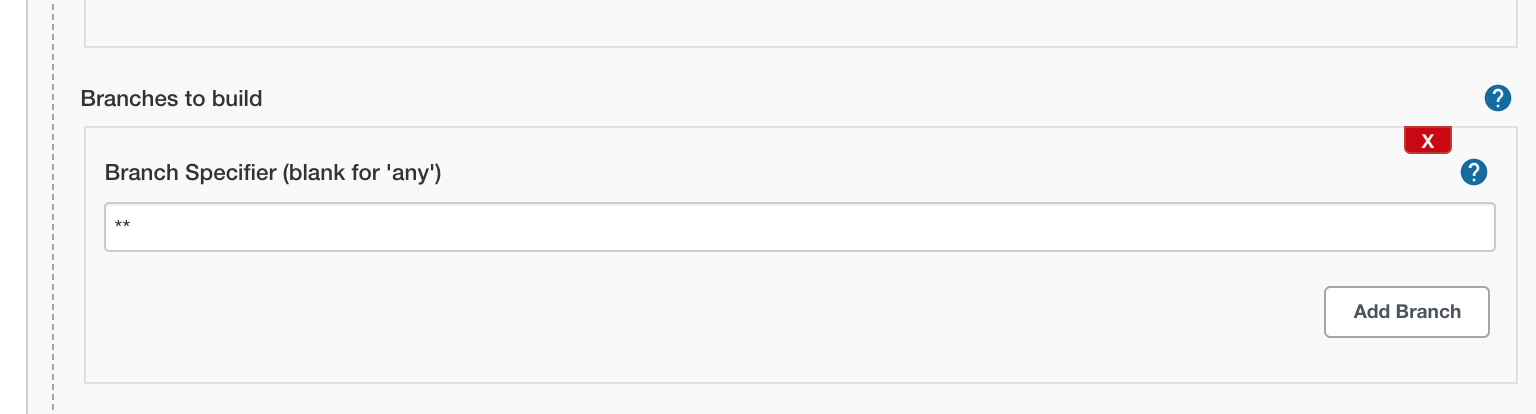 Branches to build
?
X
Branch Specifier (blank for 'any')
?
**
Add Branch